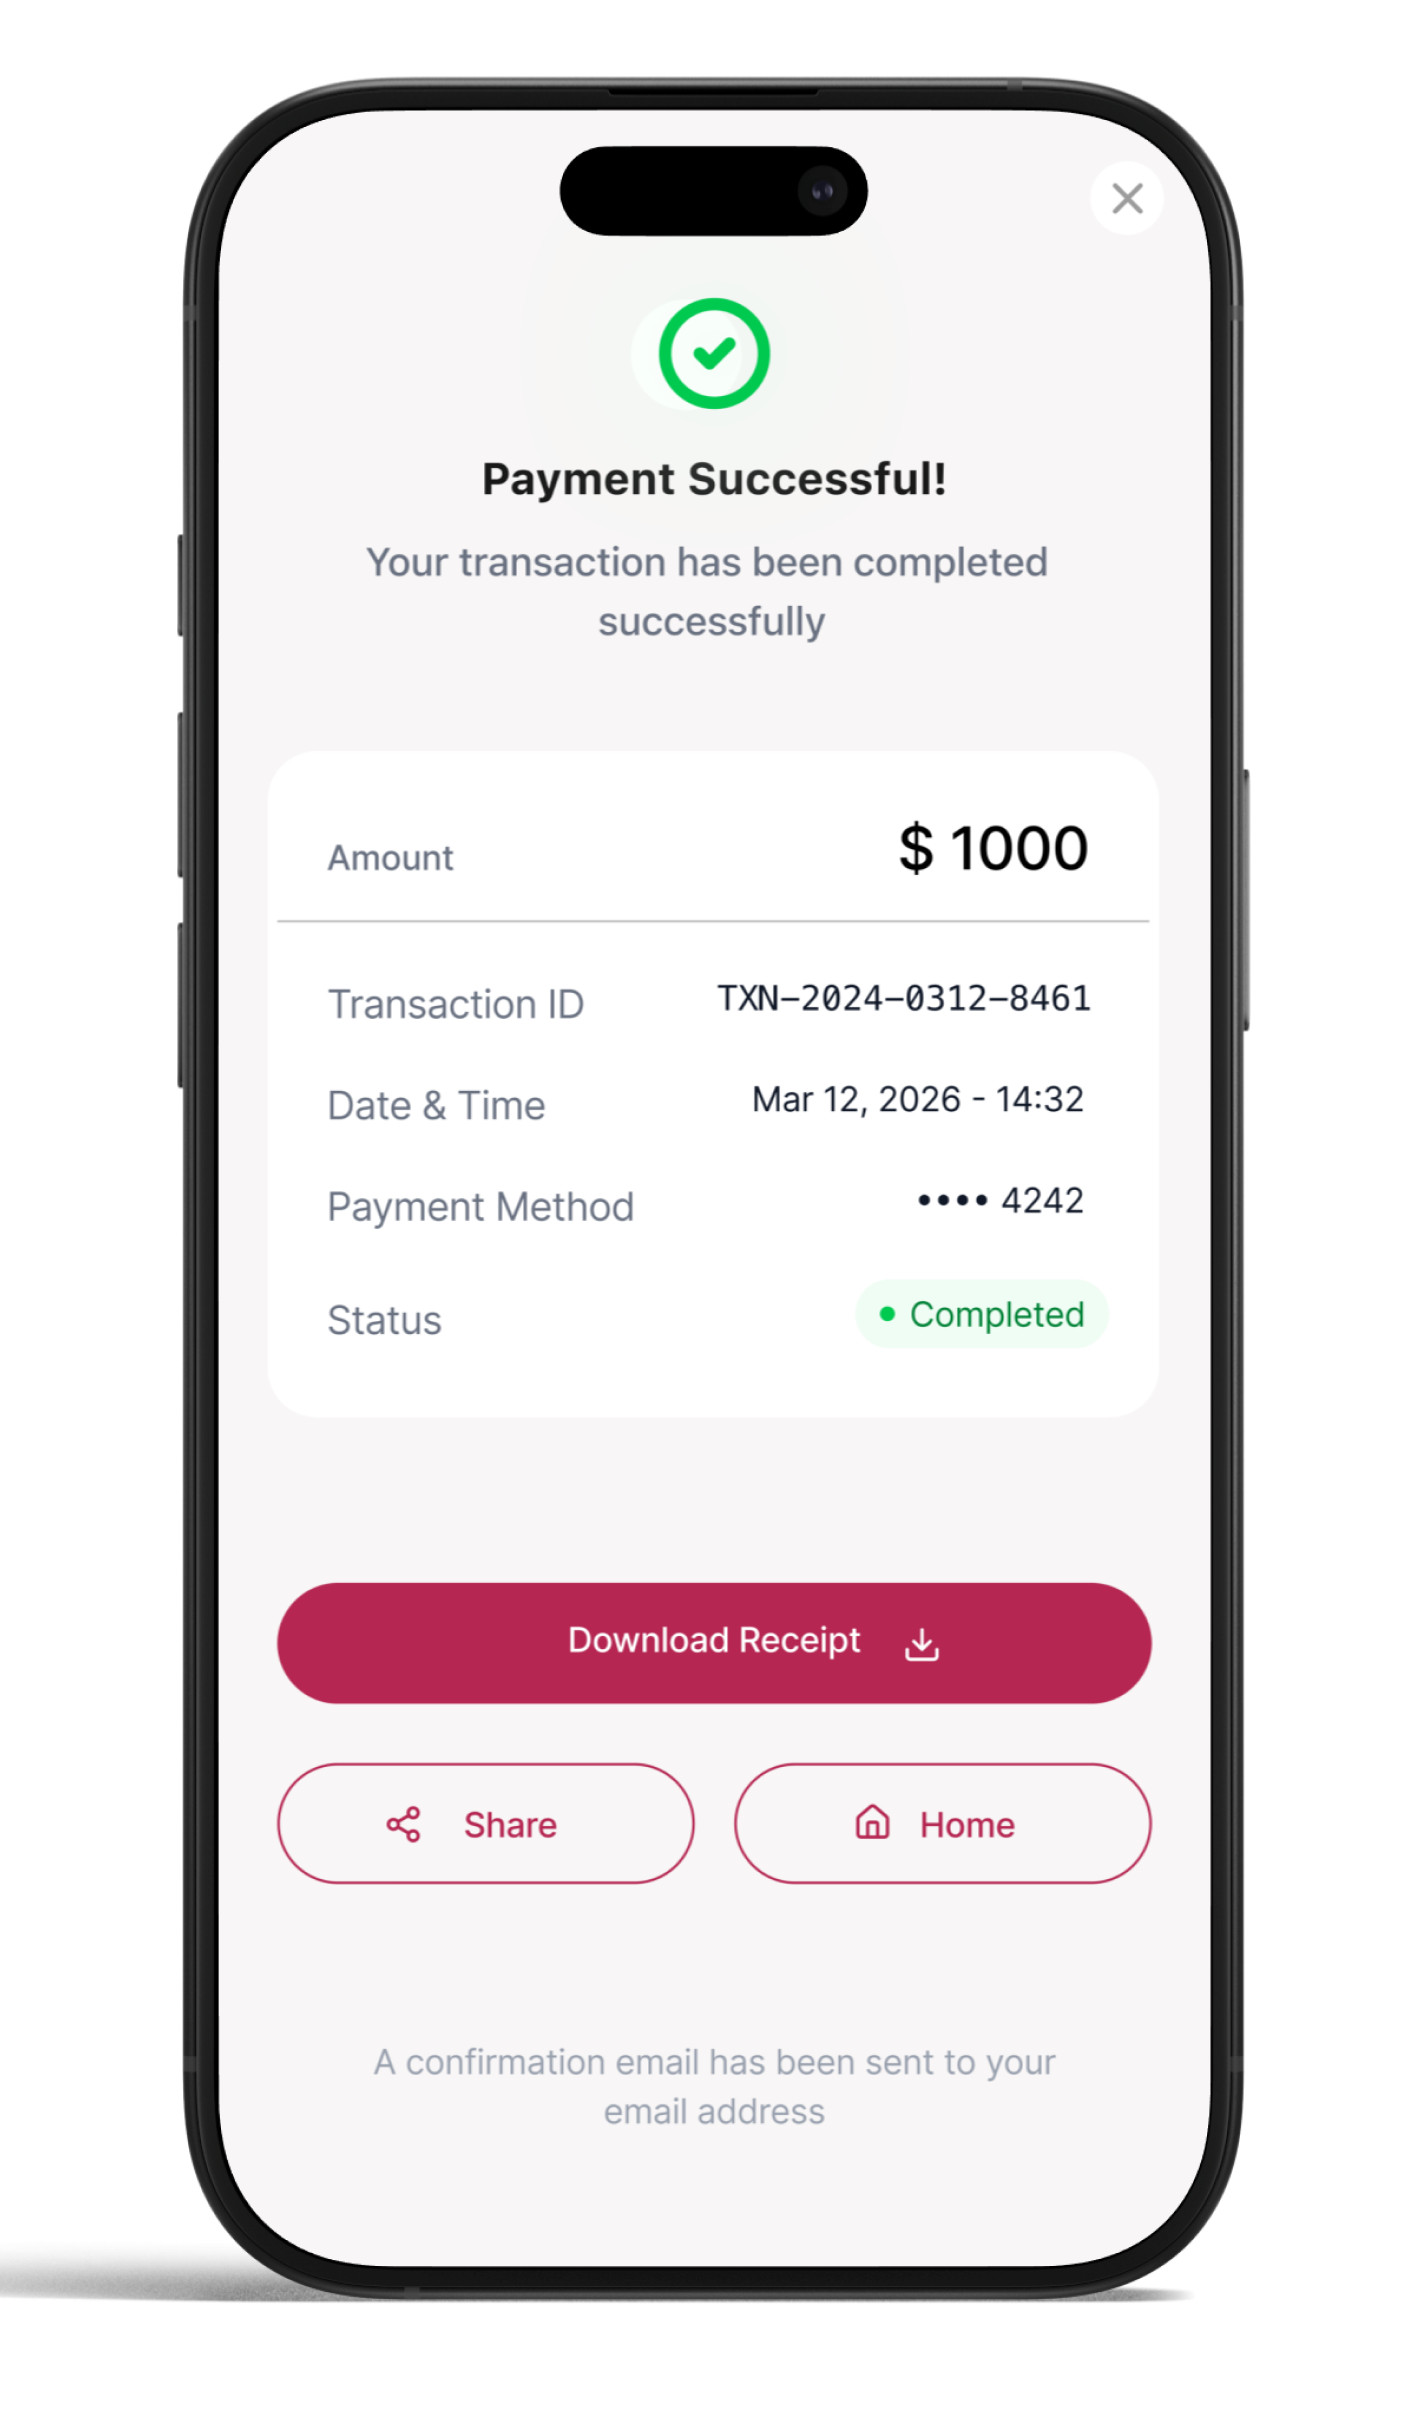 Payment Successful!
Your transaction has been completed
successfully
Amount $ 1000
Transaction ID TXN-2024-0312-8461
Date & Time Mar 12, 2026 - 14:32
Payment Method •••• 4242
Status Completed
Download Receipt
Share Home
A confirmation email has been sent to your
email address